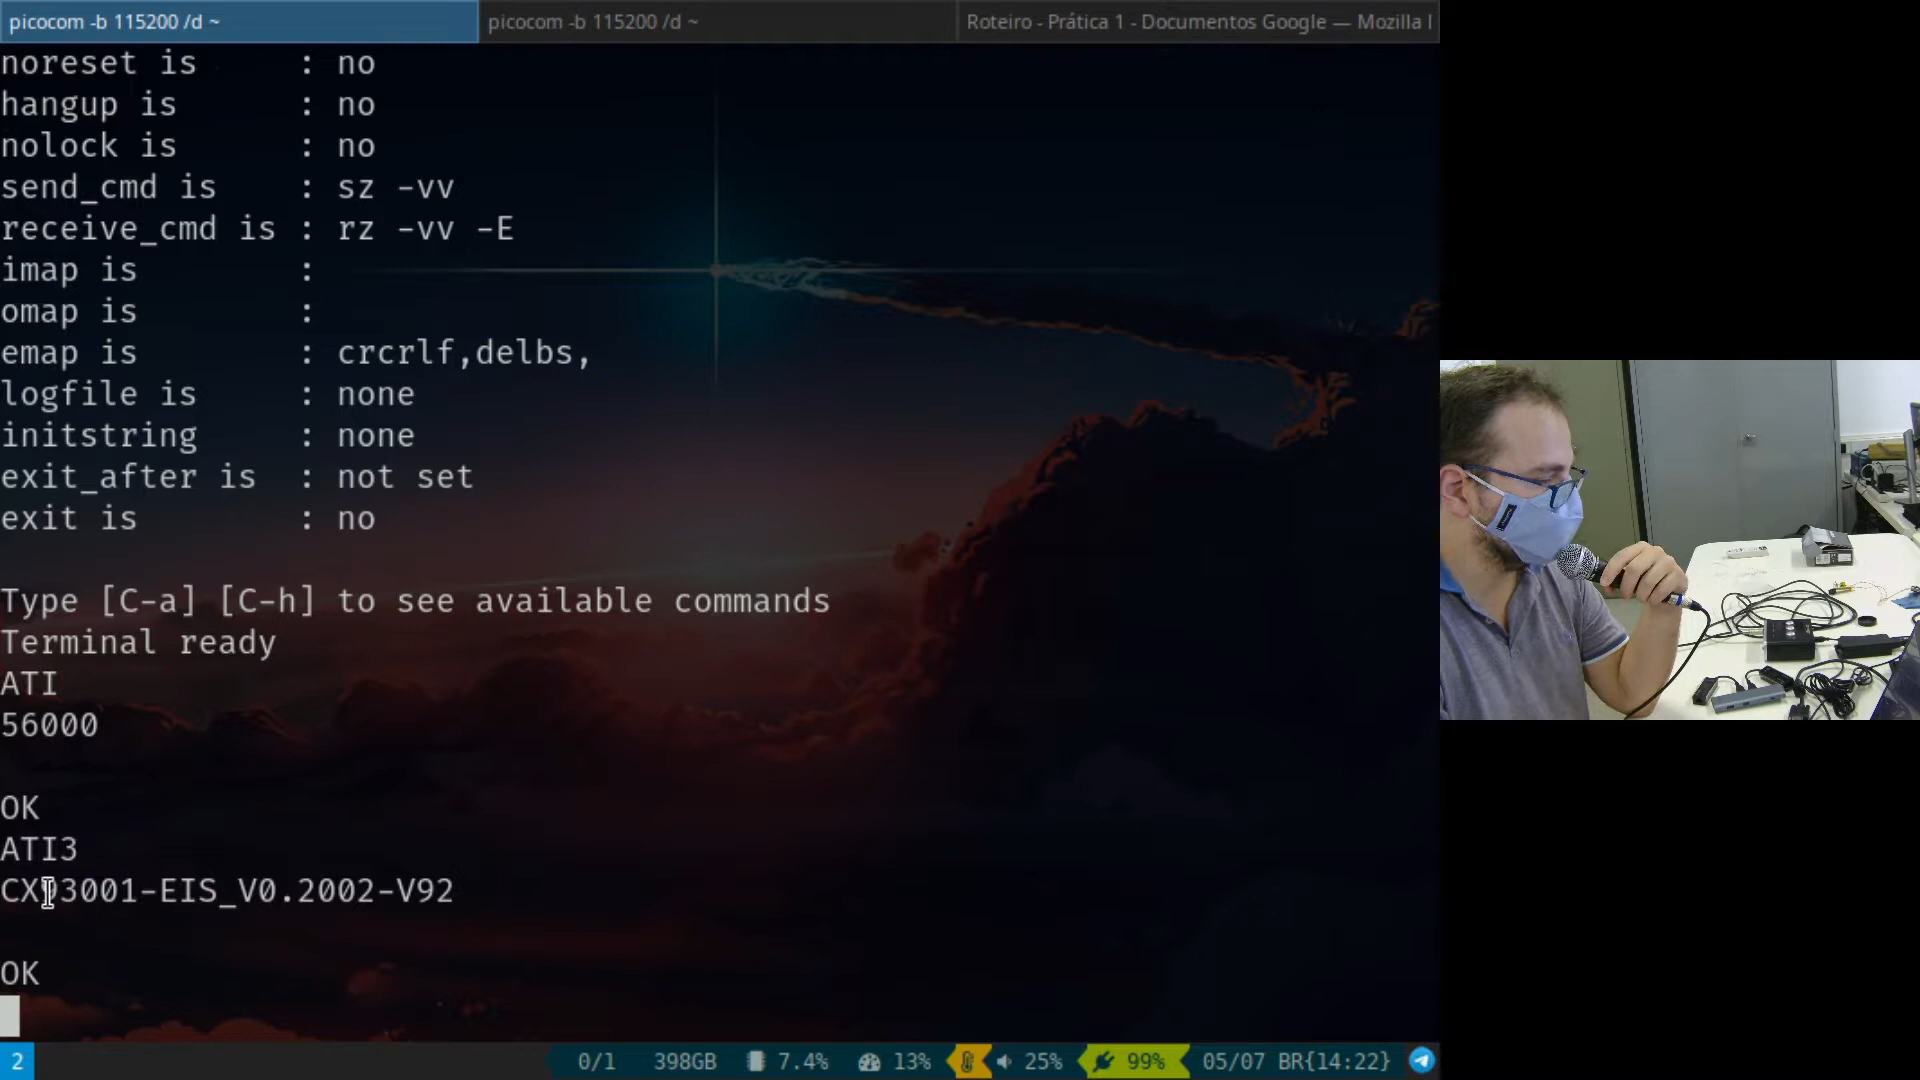 picocom -b 115200 /d ~
picocom -b 115200 /d ~
Roteiro - Prática 1 - Documentos Google — Mozilla
noreset is : no
hangup is : no
nolock is : no
send_cmd is : sz -vv
receive_cmd is : rz -vv -E
imap is :
omap is :
emap is : crcrlf,delbs,
logfile is : none
initstring : none
exit_after is : not set
exit is : no
Type [C-a] [C-h] to see available commands
Terminal ready
ATI
56000
OK
ATI3
CX93001-EIS_V0.2002-V92
OK
2
0/1 398GB 7.4% 13% 25% 99% 05/07 BR{14:22}